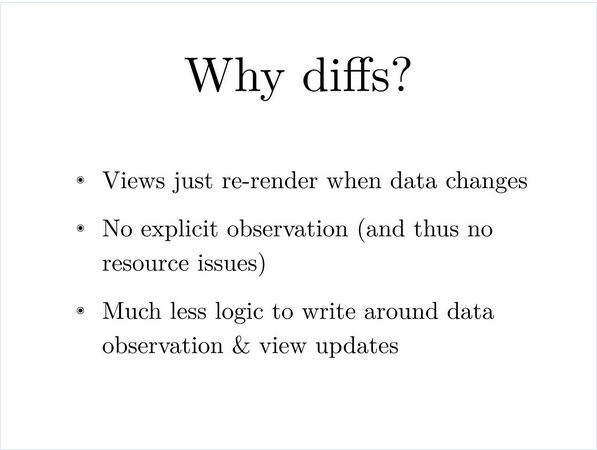 Why diffs?
Views just re-render when data changes
No explicit observation (and thus no
resource issues)
Much less logic to write around data
observation & view updates